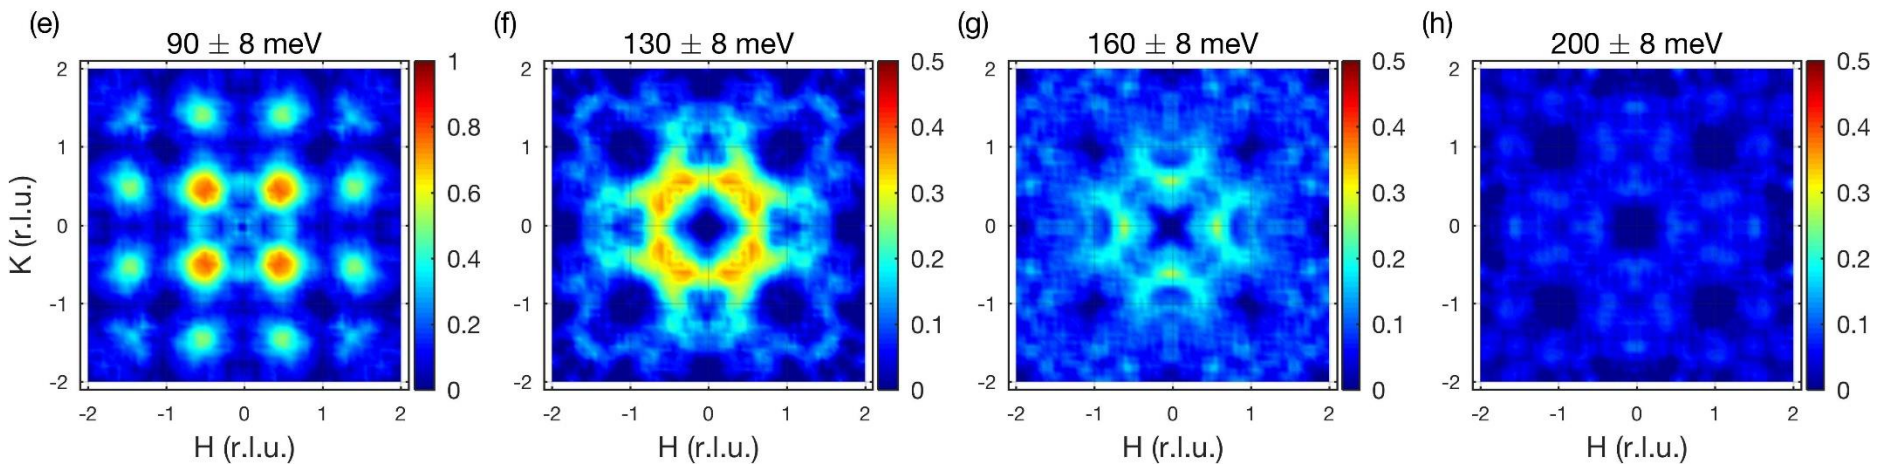 (e) (f) (g) (h)
90 ± 8 meV 130 ± 8 meV 160 ± 8 meV 200 ± 8 meV
2 1 2 0.5 2 0.5 2 0.5
0.8 0.4 0.4 0.4
1 1 1 1
0.6 0.3 0.3 0.3
K (r.l.u.) 0 0 0 0
0.4 0.2 0.2 0.2
-1 -1 -1 -1
0.2 0.1 0.1 0.1
-2 0 -2 0 -2 0 -2 0
-2 -1 0 1 2 -2 -1 0 1 2 -2 -1 0 1 2 -2 -1 0 1 2
H (r.l.u.) H (r.l.u.) H (r.l.u.) H (r.l.u.)